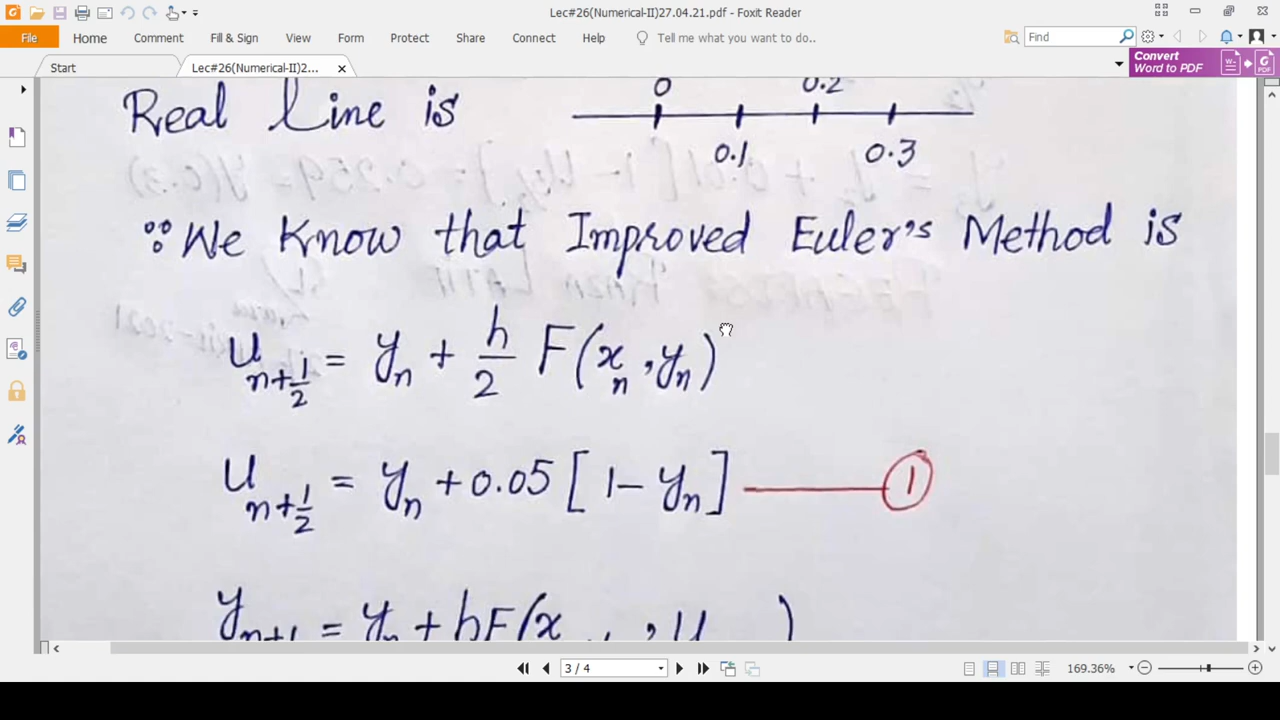 Lec#26(Numerical-II)27.04.21.pdf - Foxit Reader
File Home Comment Fill & Sign View Form Protect Share Connect Help Tell me what you want to do.. Find
Start Lec#26(Numerical-II)2... Convert Word to PDF
Real Line is 0 0.1 0.2 0.3
∵ We Know that Improved Euler's Method is
u_{n+1/2} = y_n + h/2 F(x_n, y_n)
u_{n+1/2} = y_n + 0.05 [1 - y_n] ——— ①
y_{n+1} = y_n + hF(x , u )
3 / 4 169.36%